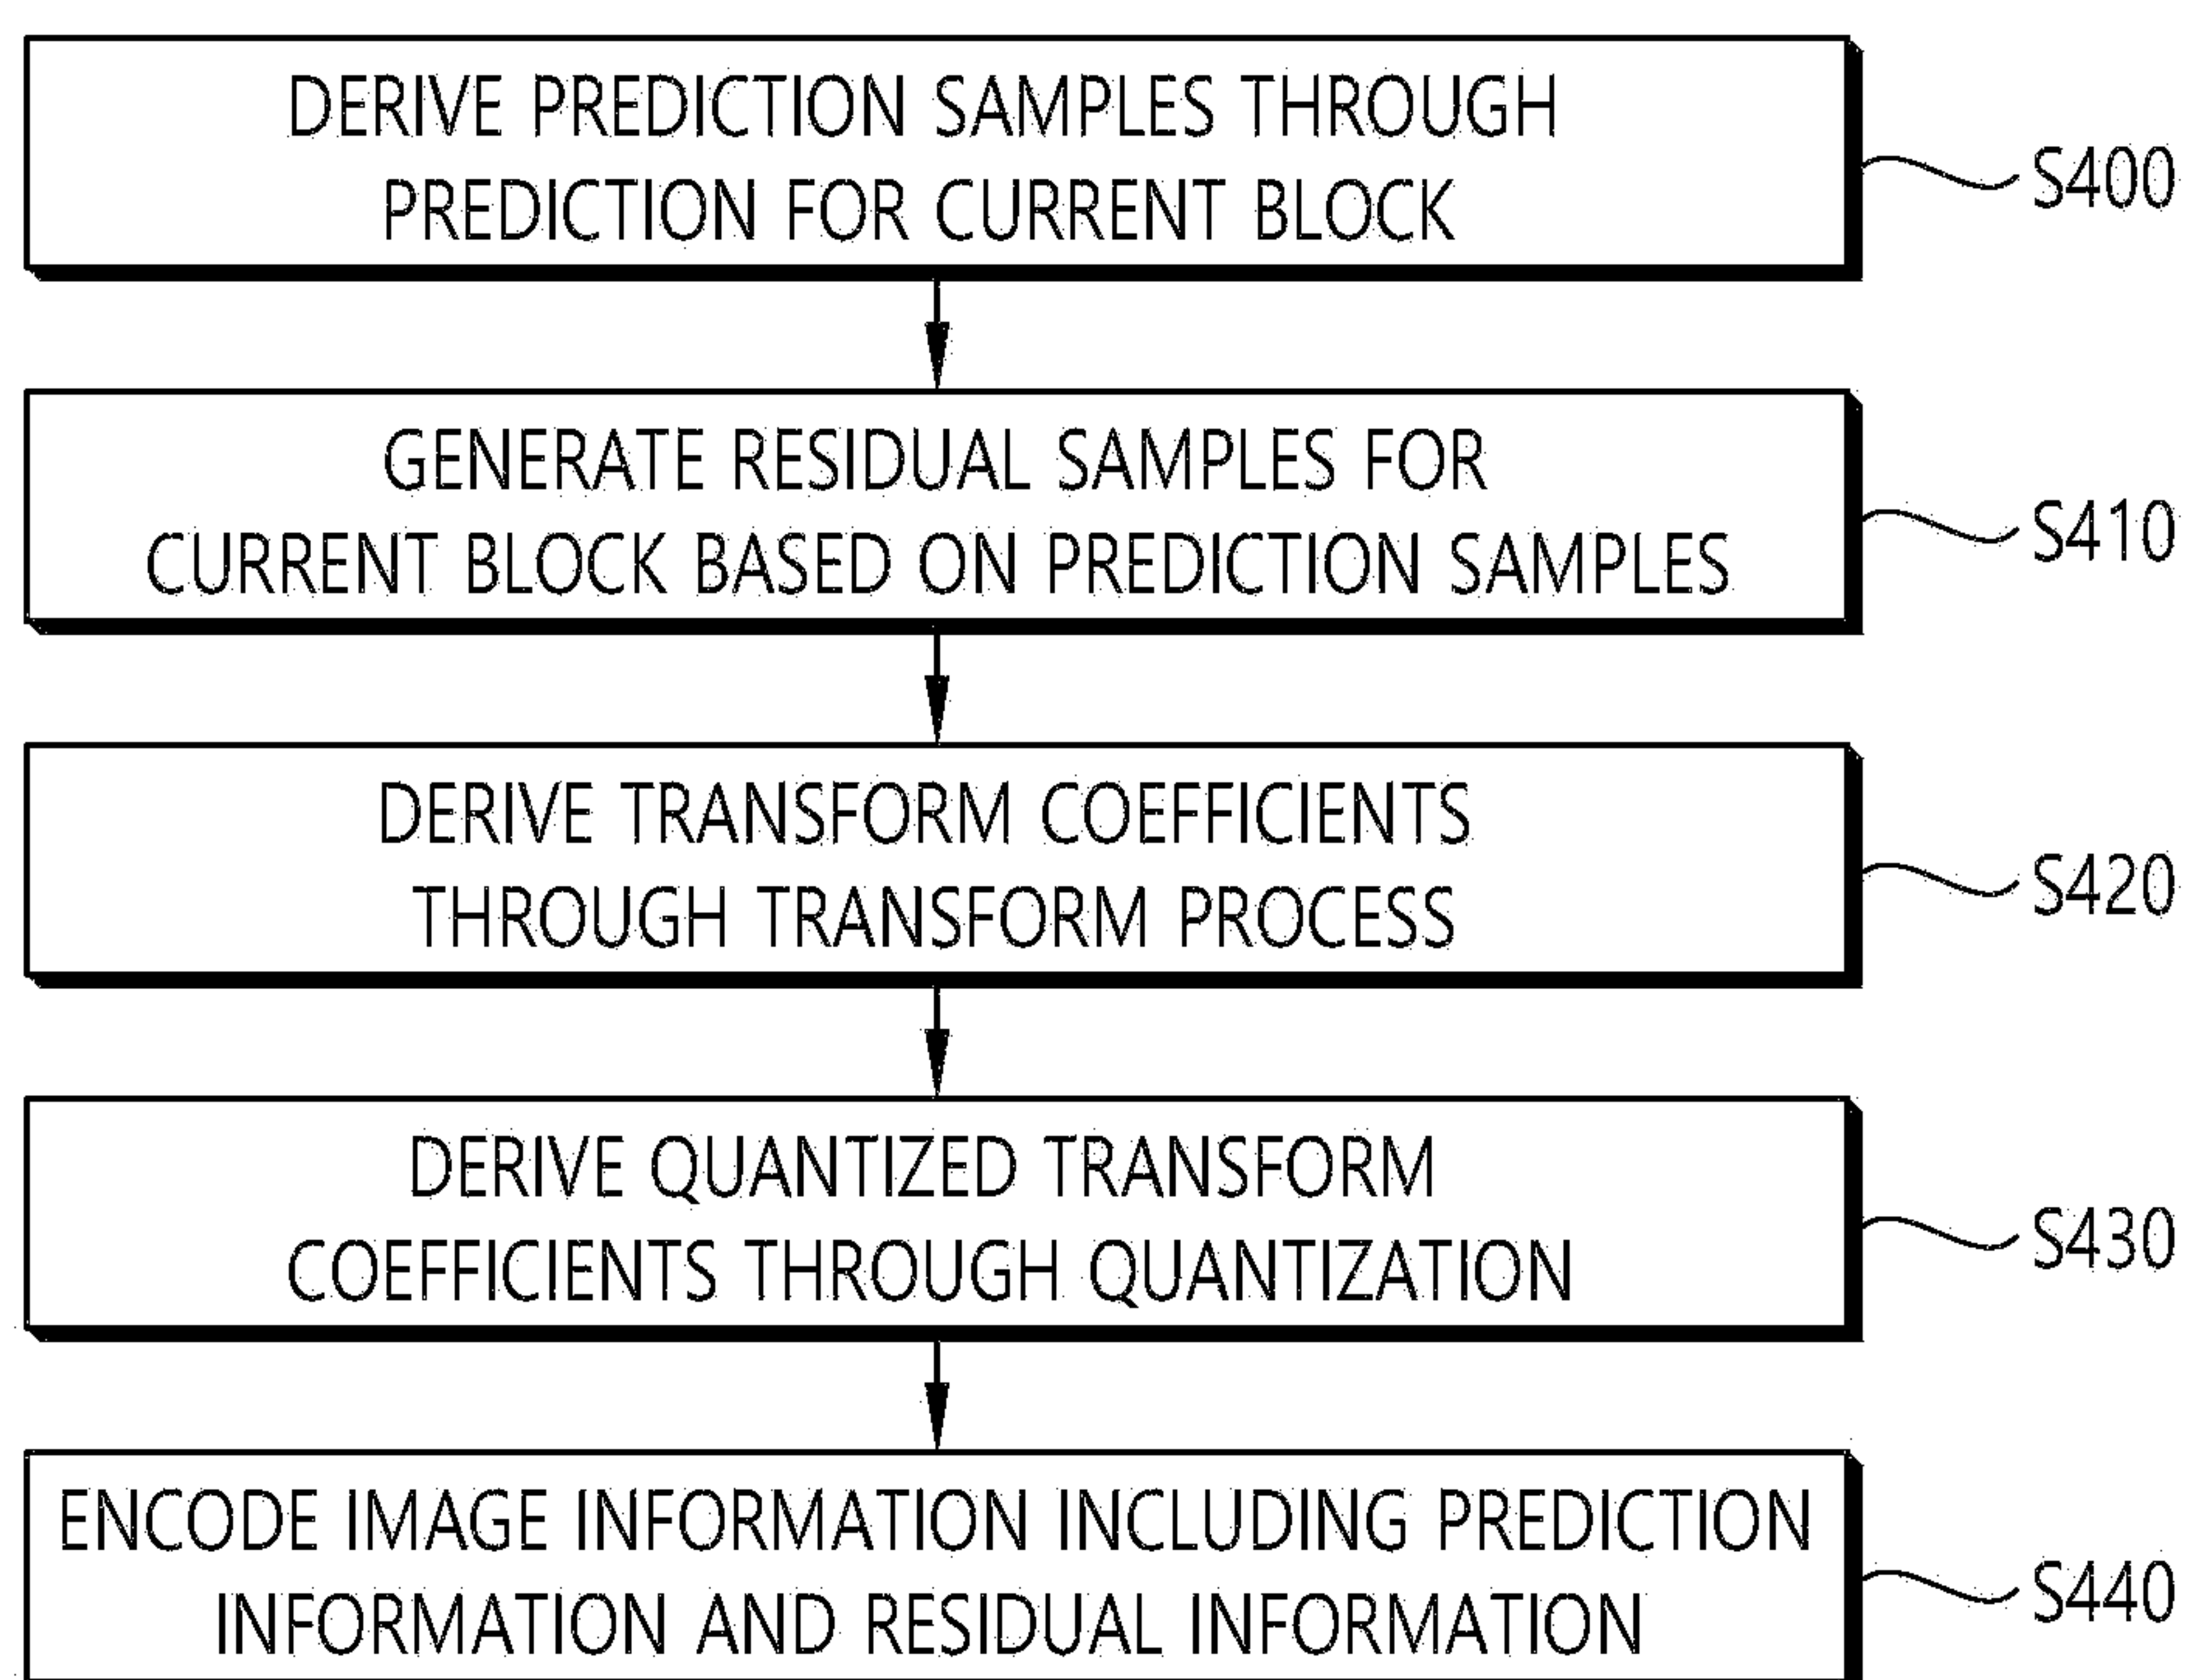 DERIVE PREDICTION SAMPLES THROUGH
PREDICTION FOR CURRENT BLOCK
S400
GENERATE RESIDUAL SAMPLES FOR
CURRENT BLOCK BASED ON PREDICTION SAMPLES
S410
DERIVE TRANSFORM COEFFICIENTS
THROUGH TRANSFORM PROCESS
S420
DERIVE QUANTIZED TRANSFORM
COEFFICIENTS THROUGH QUANTIZATION
S430
ENCODE IMAGE INFORMATION INCLUDING PREDICTION
INFORMATION AND RESIDUAL INFORMATION
S440